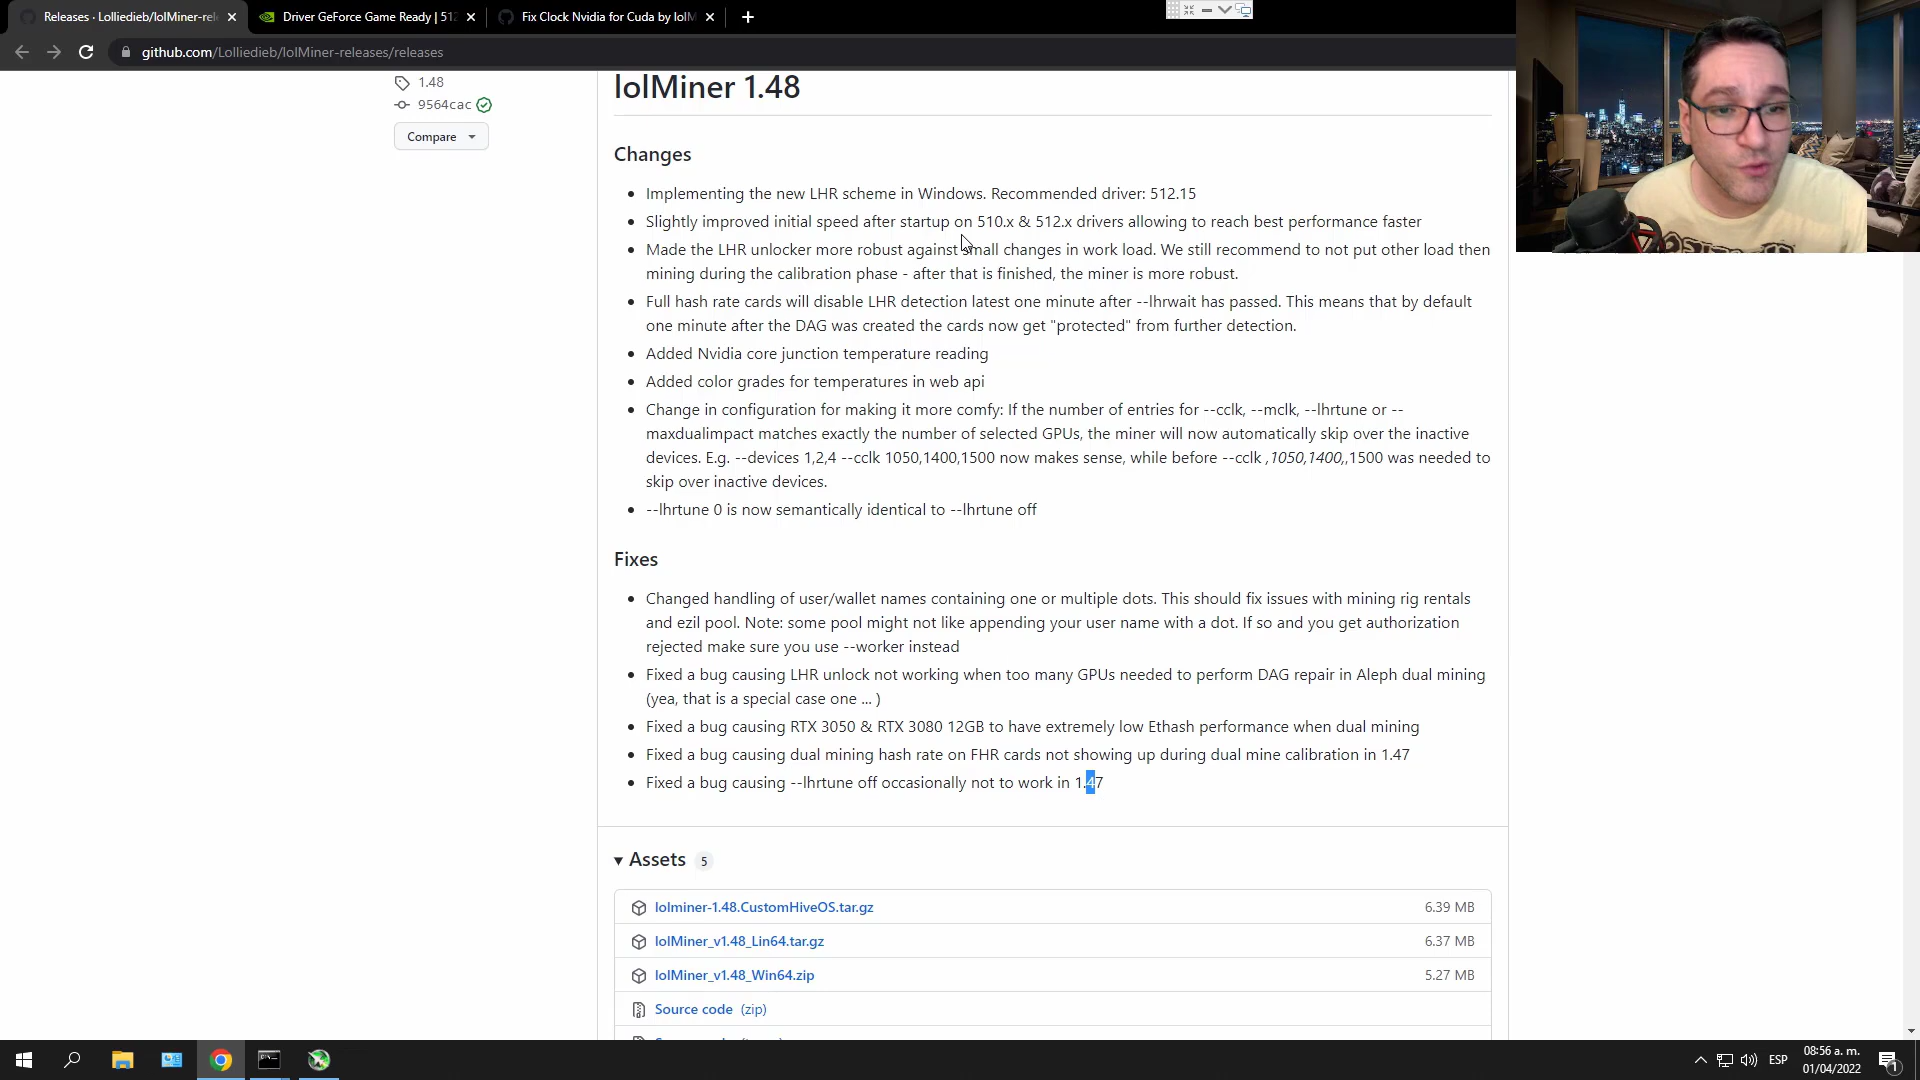 Releases · Lolliedieb/lolMiner-rel
Driver GeForce Game Ready | 512
Fix Clock Nvidia for Cuda by lolM
github.com/Lolliedieb/lolMiner-releases/releases
1.48
9564cac
Compare
lolMiner 1.48
Changes
Implementing the new LHR scheme in Windows. Recommended driver: 512.15
Slightly improved initial speed after startup on 510.x & 512.x drivers allowing to reach best performance faster
Made the LHR unlocker more robust against small changes in work load. We still recommend to not put other load then
mining during the calibration phase - after that is finished, the miner is more robust.
Full hash rate cards will disable LHR detection latest one minute after --lhrwait has passed. This means that by default
one minute after the DAG was created the cards now get "protected" from further detection.
Added Nvidia core junction temperature reading
Added color grades for temperatures in web api
Change in configuration for making it more comfy: If the number of entries for --cclk, --mclk, --lhrtune or --
maxdualimpact matches exactly the number of selected GPUs, the miner will now automatically skip over the inactive
devices. E.g. --devices 1,2,4 --cclk 1050,1400,1500 now makes sense, while before --cclk ,1050,1400,,1500 was needed to
skip over inactive devices.
--lhrtune 0 is now semantically identical to --lhrtune off
Fixes
Changed handling of user/wallet names containing one or multiple dots. This should fix issues with mining rig rentals
and ezil pool. Note: some pool might not like appending your user name with a dot. If so and you get authorization
rejected make sure you use --worker instead
Fixed a bug causing LHR unlock not working when too many GPUs needed to perform DAG repair in Aleph dual mining
(yea, that is a special case one ... )
Fixed a bug causing RTX 3050 & RTX 3080 12GB to have extremely low Ethash performance when dual mining
Fixed a bug causing dual mining hash rate on FHR cards not showing up during dual mine calibration in 1.47
Fixed a bug causing --lhrtune off occasionally not to work in 1.47
Assets 5
lolminer-1.48.CustomHiveOS.tar.gz 6.39 MB
lolMiner_v1.48_Lin64.tar.gz 6.37 MB
lolMiner_v1.48_Win64.zip 5.27 MB
Source code (zip)
ESP
08:56 a. m.
01/04/2022
1